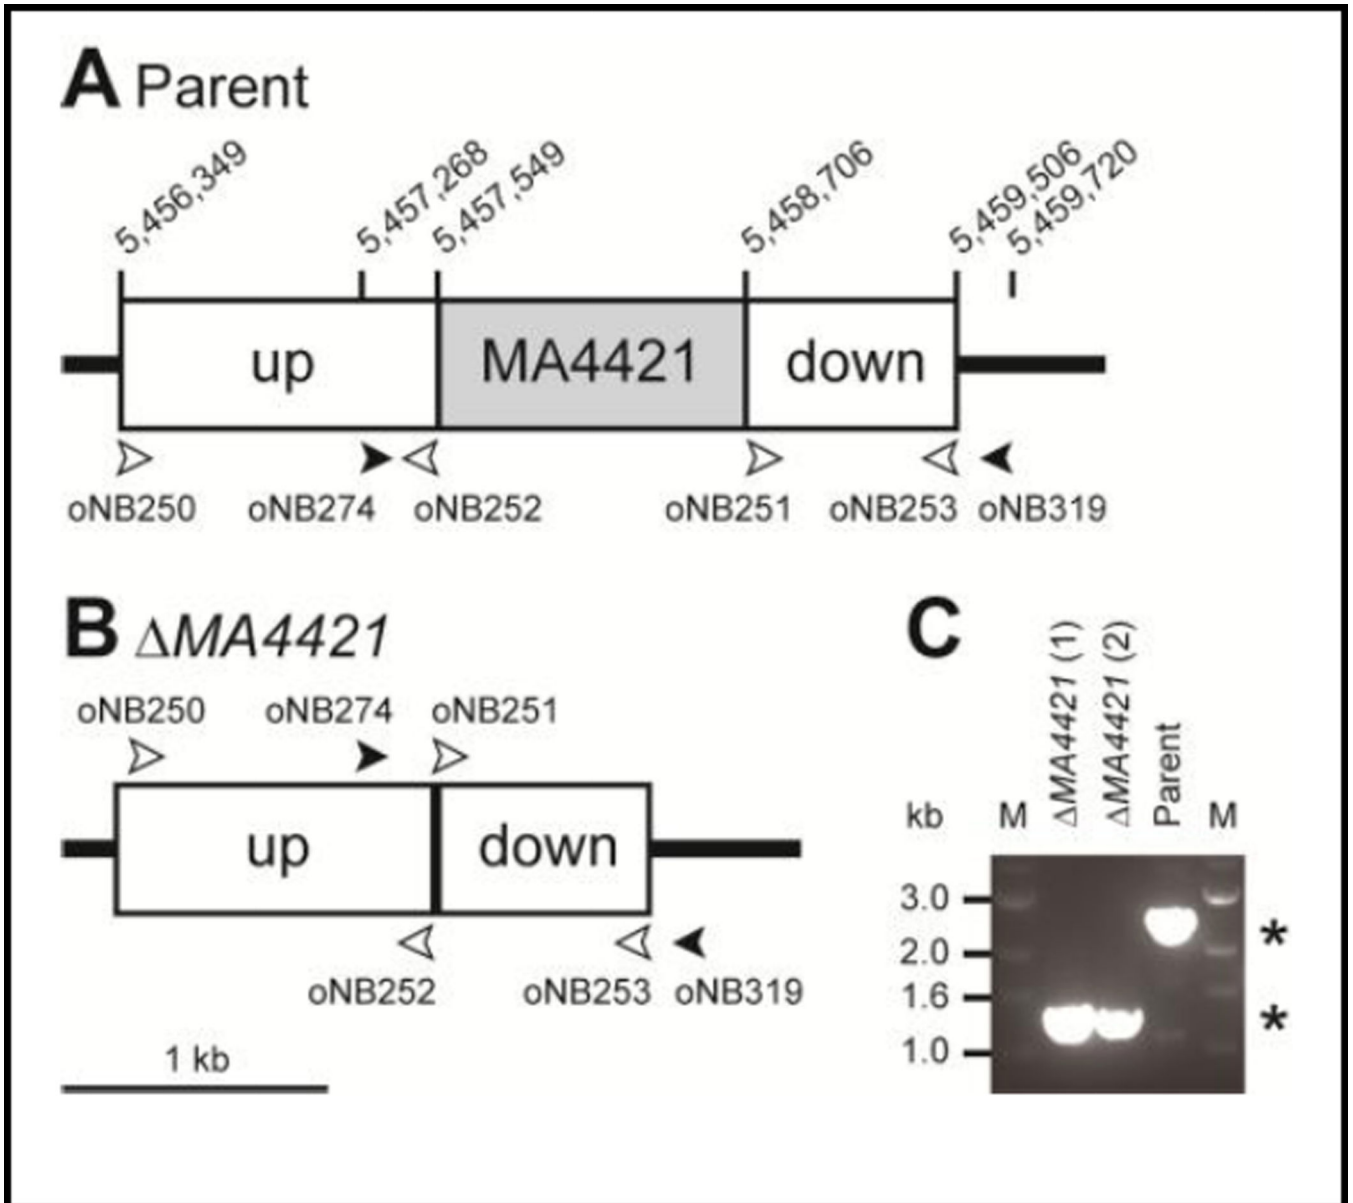 A Parent
5,456,349
5,457,268
5,457,549
5,458,706
5,459,506
5,459,720
up MA4421 down
oNB250 oNB274 oNB252 oNB251 oNB253 oNB319
B ΔMA4421
oNB250 oNB274 oNB251
up down
oNB252 oNB253 oNB319
1 kb
C
ΔMA4421 (1)
ΔMA4421 (2)
Parent
kb M M
3.0
*
2.0
1.6
*
1.0